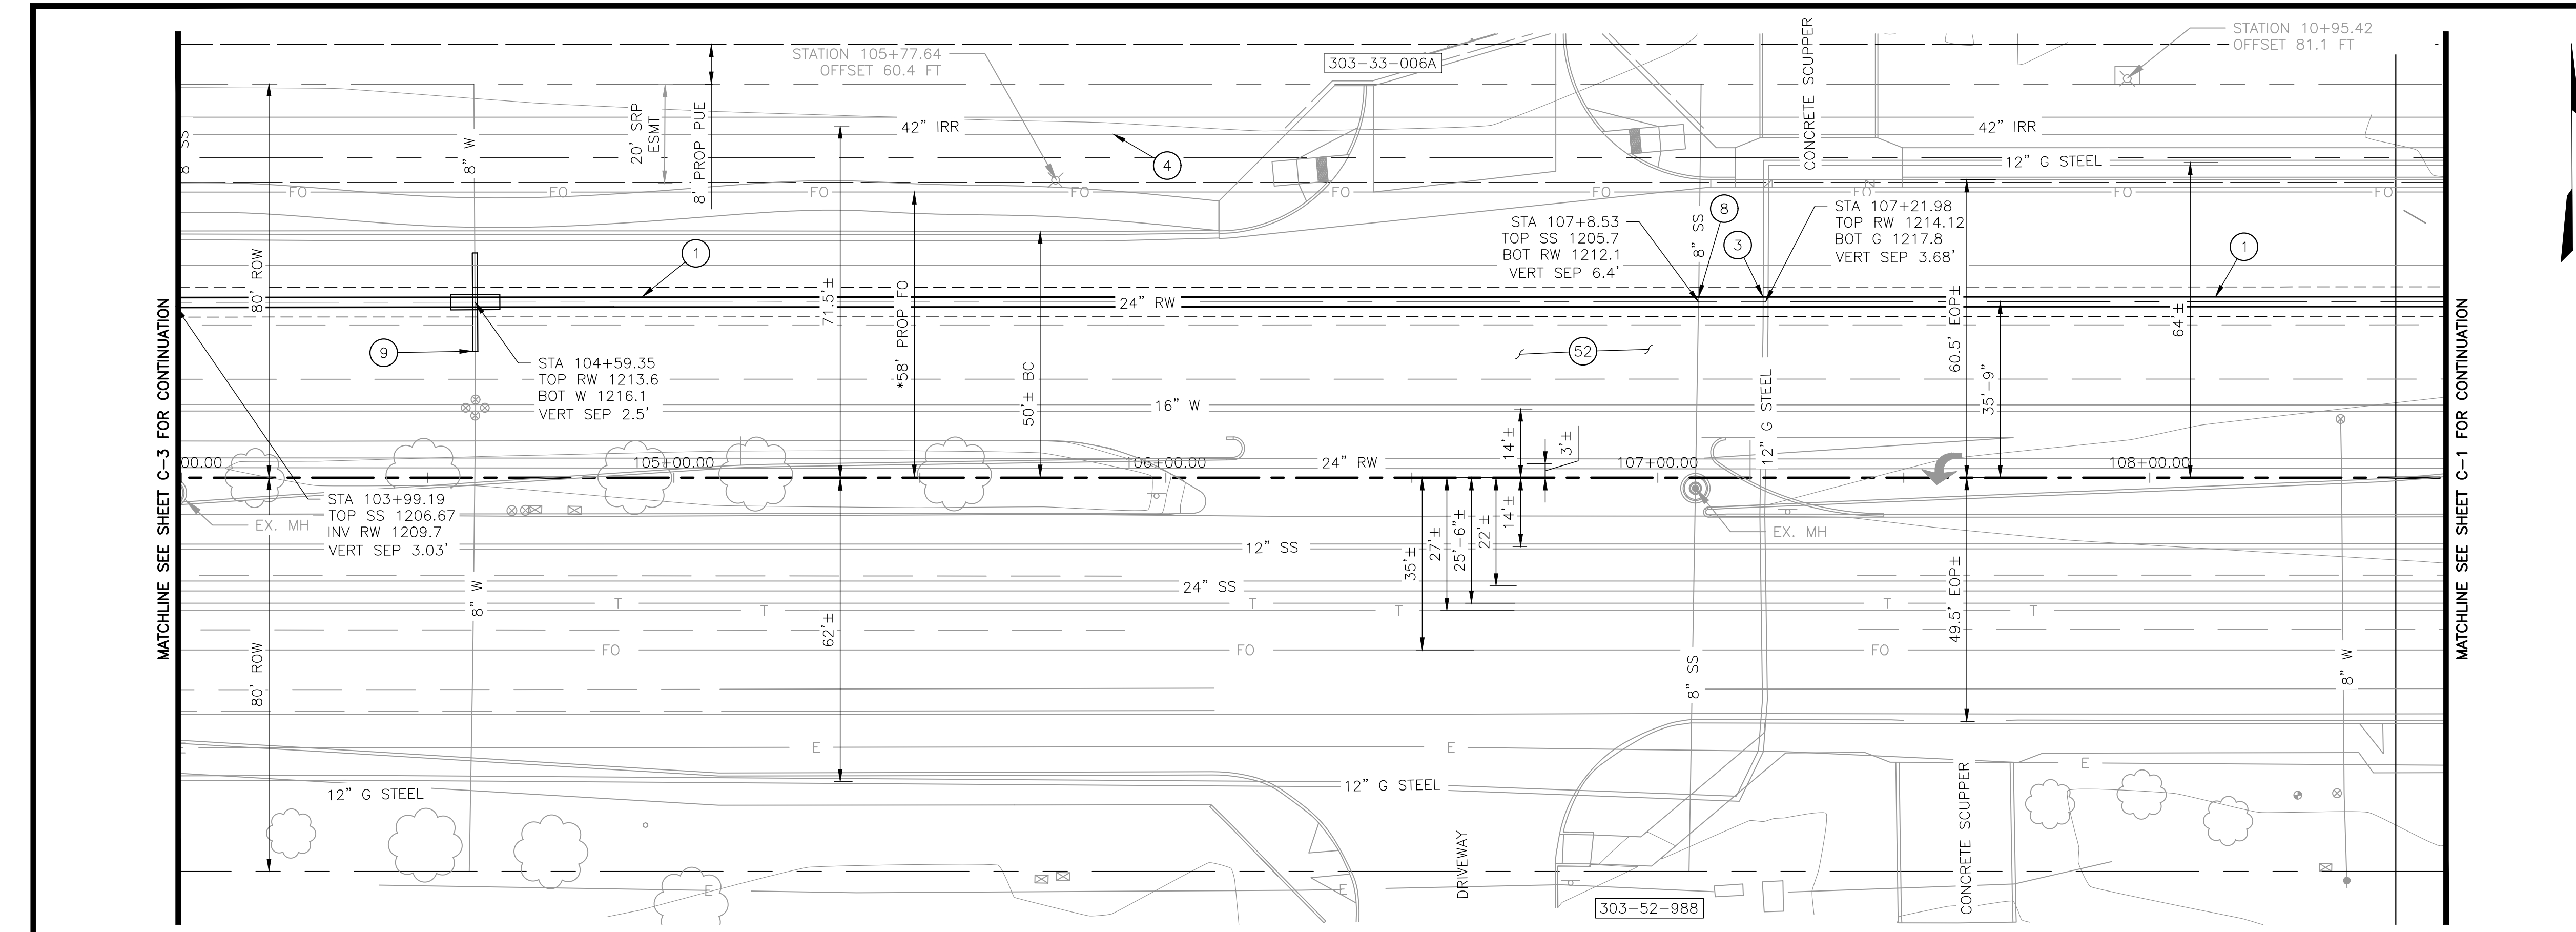 STATION 105+77.64
OFFSET 60.4 FT
303-33-006A
CONCRETE SCUPPER
STATION 10+95.42
OFFSET 81.1 FT
8" SS
8" W
20' SRP
ESMT
8' PROP PUE
42" IRR
4
42" IRR
12" G STEEL
FO
FO
FO
FO
FO
FO
FO
FO
FO
80' ROW
1
71.5'±
*58' PROP FO
50'± BC
STA 107+8.53
TOP SS 1205.7
BOT RW 1212.1
VERT SEP 6.4'
8" SS
8
3
STA 107+21.98
TOP RW 1214.12
BOT G 1217.8
VERT SEP 3.68'
60.5' EOP±
1
64'±
24" RW
MATCHLINE SEE SHEET C-3 FOR CONTINUATION
9
STA 104+59.35
TOP RW 1213.6
BOT W 1216.1
VERT SEP 2.5'
52
12" G STEEL
35'-9"
MATCHLINE SEE SHEET C-1 FOR CONTINUATION
16" W
14'±
3'±
00.00
105+00.00
106+00.00
24" RW
107+00.00
108+00.00
STA 103+99.19
TOP SS 1206.67
INV RW 1209.7
VERT SEP 3.03'
EX. MH
EX. MH
12" SS
35'±
27'±
25'-6"±
22'±
14'±
24" SS
8" W
T
T
T
T
T
T
62'±
49.5' EOP±
80' ROW
FO
FO
FO
8" SS
8" W
E
E
E
E
12" G STEEL
12" G STEEL
DRIVEWAY
CONCRETE SCUPPER
E
E
303-52-988